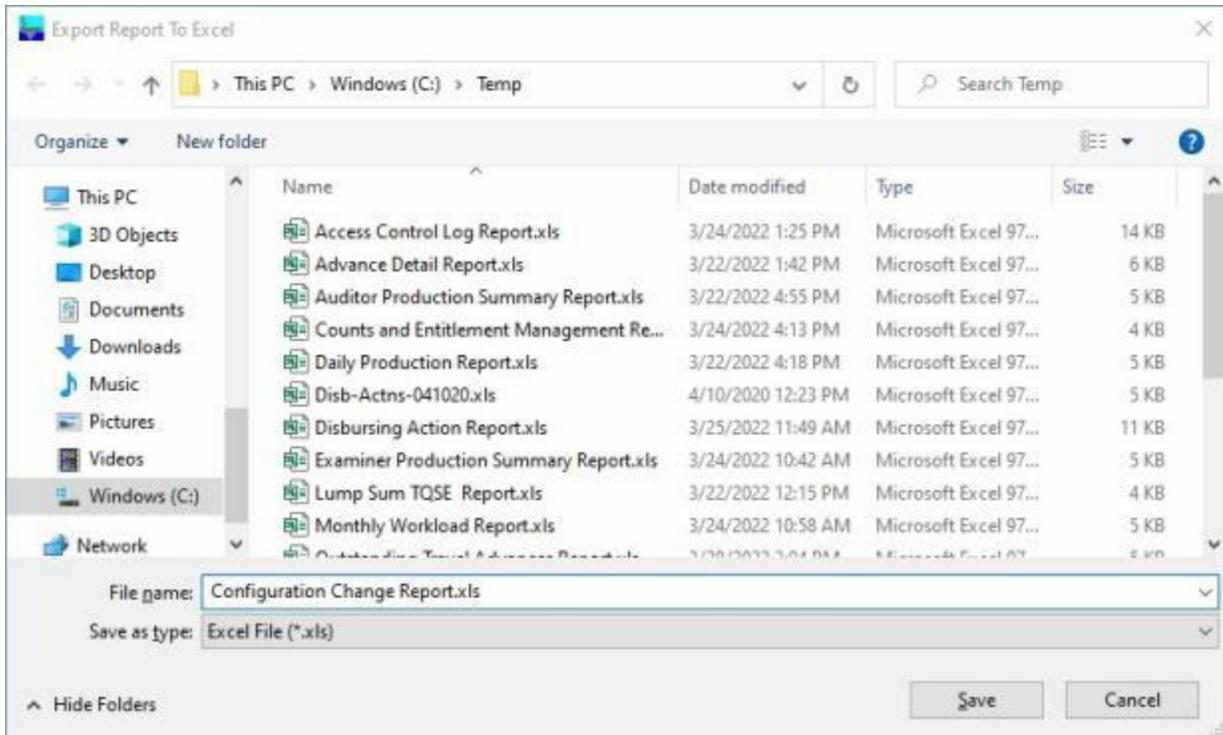 Export Report To Excel
This PC > Windows (C:) > Temp
Search Temp
Organize
New folder
Name Date modified Type Size
This PC
3D Objects
Desktop
Documents
Downloads
Music
Pictures
Videos
Windows (C:)
Network
Access Control Log Report.xls 3/24/2022 1:25 PM Microsoft Excel 97... 14 KB
Advance Detail Report.xls 3/22/2022 1:42 PM Microsoft Excel 97... 6 KB
Auditor Production Summary Report.xls 3/22/2022 4:55 PM Microsoft Excel 97... 5 KB
Counts and Entitlement Management Re... 3/24/2022 4:13 PM Microsoft Excel 97... 4 KB
Daily Production Report.xls 3/22/2022 4:18 PM Microsoft Excel 97... 5 KB
Disb-Actns-041020.xls 4/10/2020 12:23 PM Microsoft Excel 97... 5 KB
Disbursing Action Report.xls 3/25/2022 11:49 AM Microsoft Excel 97... 11 KB
Examiner Production Summary Report.xls 3/24/2022 10:42 AM Microsoft Excel 97... 5 KB
Lump Sum TQSE Report.xls 3/22/2022 12:15 PM Microsoft Excel 97... 4 KB
Monthly Workload Report.xls 3/24/2022 10:58 AM Microsoft Excel 97... 5 KB
File name: Configuration Change Report.xls
Save as type: Excel File (*.xls)
Hide Folders
Save
Cancel